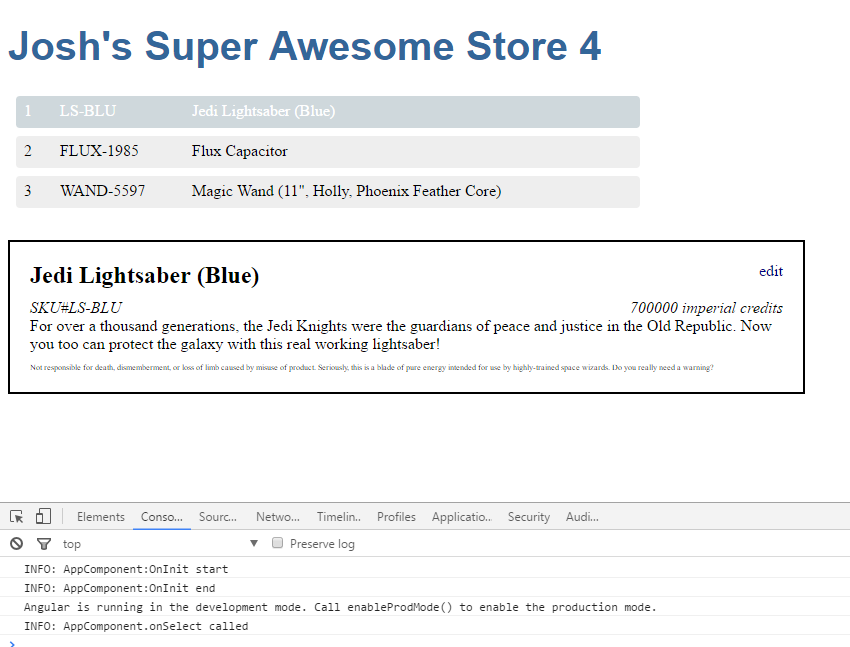 Josh's Super Awesome Store 4
1 LS-BLU Jedi Lightsaber (Blue)
2 FLUX-1985 Flux Capacitor
3 WAND-5597 Magic Wand (11", Holly, Phoenix Feather Core)
Jedi Lightsaber (Blue) edit
SKU#LS-BLU 700000 imperial credits
For over a thousand generations, the Jedi Knights were the guardians of peace and justice in the Old Republic. Now
you too can protect the galaxy with this real working lightsaber!
Not responsible for death, dismemberment, or loss of limb caused by misuse of product. Seriously, this is a blade of pure energy intended for use by highly-trained space wizards. Do you really need a warning?
Elements Conso... Sourc... Netwo... Timelin.. Profiles Applicatio.. Security Audi...
top Preserve log
INFO: AppComponent:OnInit start
INFO: AppComponent:OnInit end
Angular is running in the development mode. Call enableProdMode() to enable the production mode.
INFO: AppComponent.onSelect called